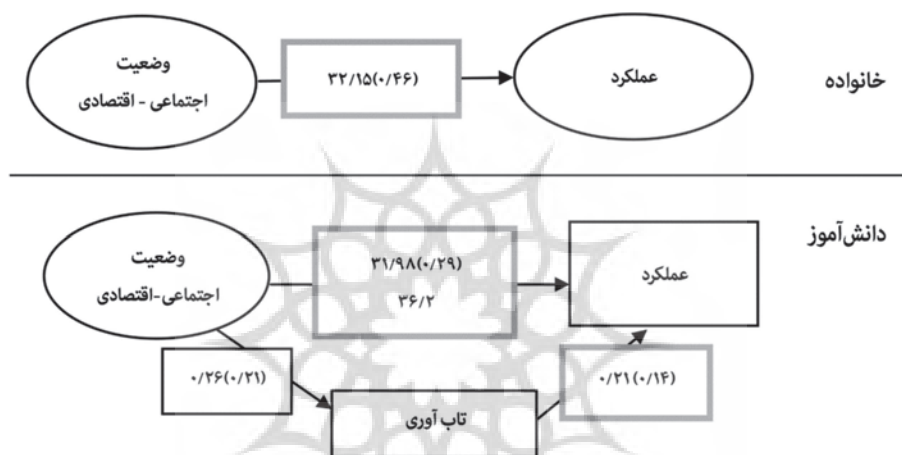 وضعیت
اجتماعی - اقتصادی
۳۲/۱۵(۰/۴۶)
عملکرد
خانواده
دانش‌آموز
وضعیت
اجتماعی-اقتصادی
۳۱/۹۸(۰/۲۹)
۳۶/۲
عملکرد
۰/۲۶(۰/۲۱)
۰/۲۱(۰/۱۴)
تاب آوری